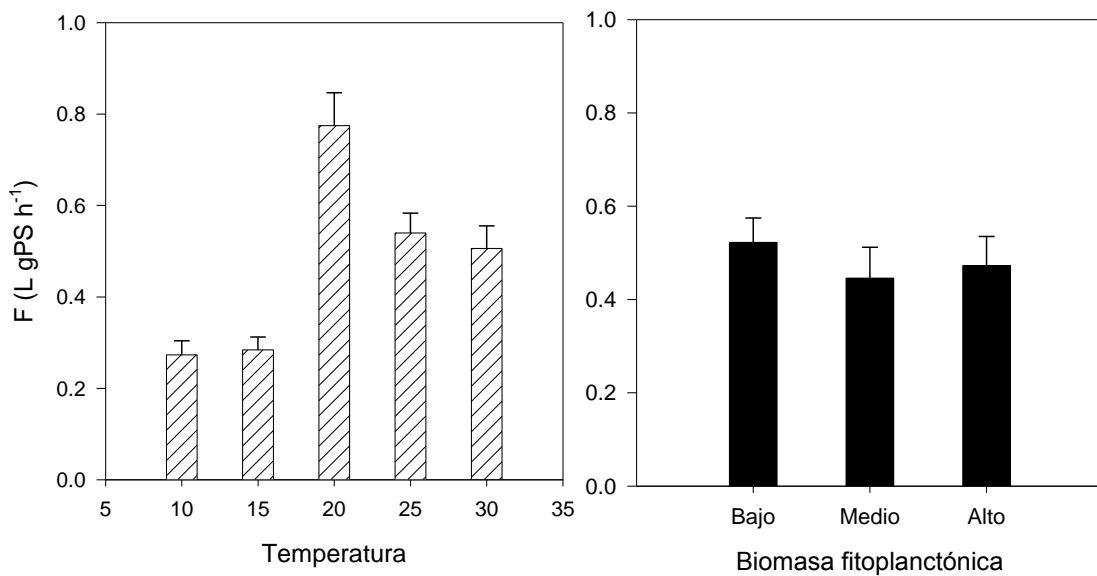 1.0
0.8
0.6
0.4
0.2
0.0
F (L gPS h⁻¹)
5 10 15 20 25 30 35
Temperatura
1.0
0.8
0.6
0.4
0.2
0.0
Bajo Medio Alto
Biomasa fitoplanctónica